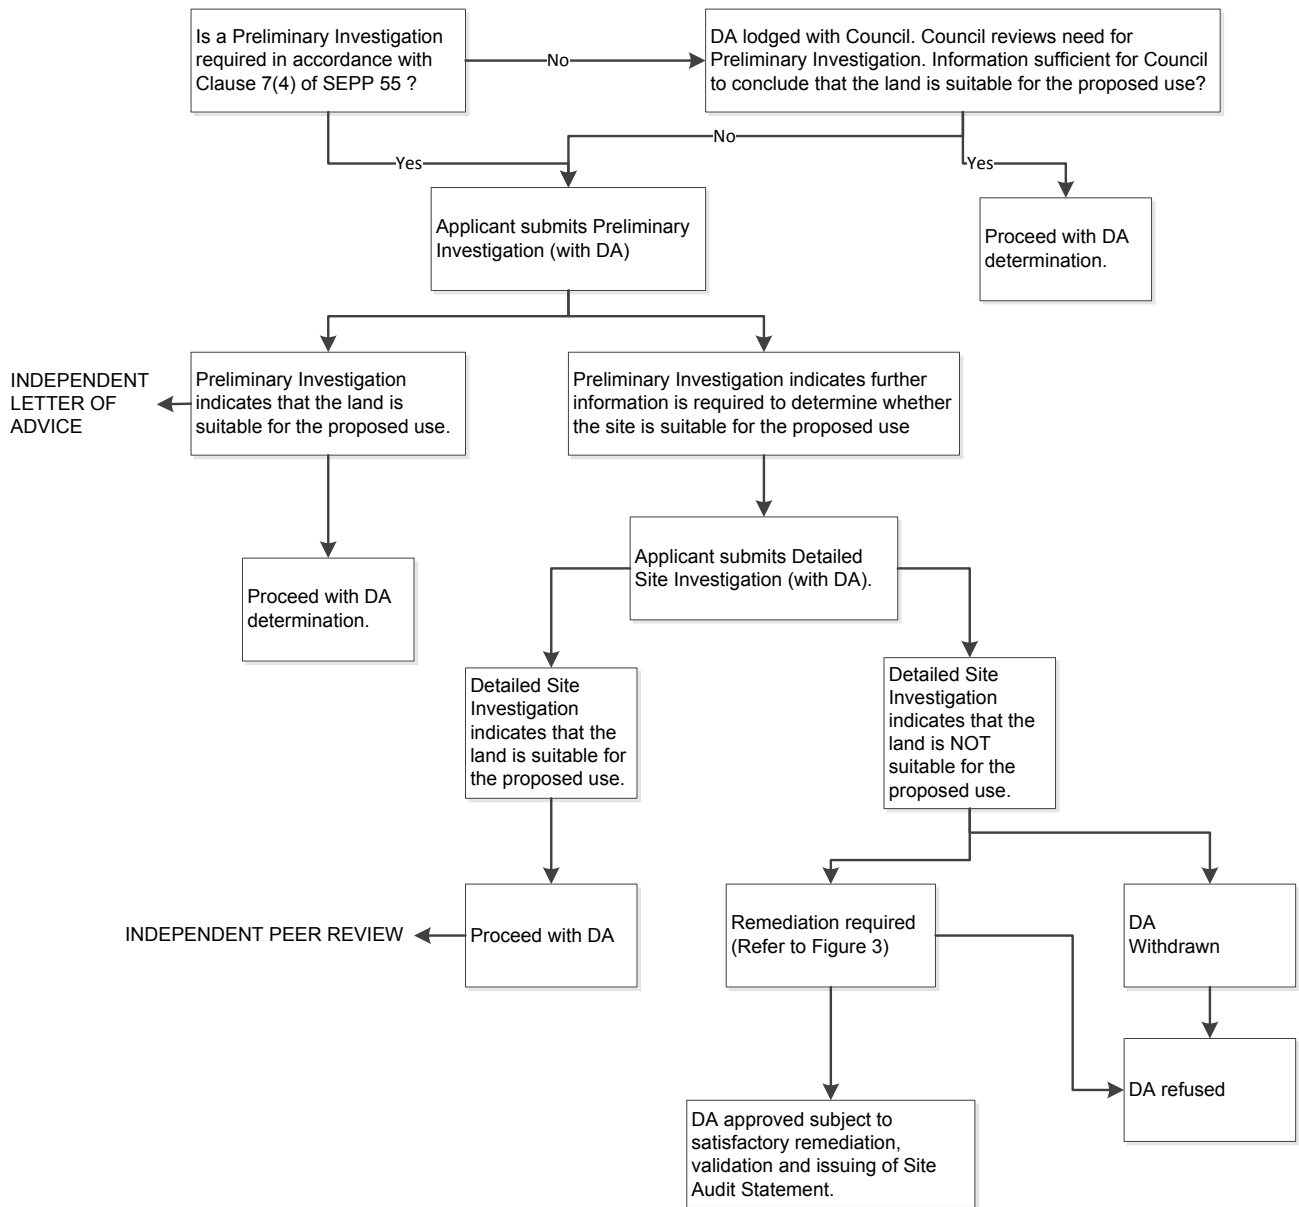 Is a Preliminary Investigation
required in accordance with
Clause 7(4) of SEPP 55 ?
No
DA lodged with Council. Council reviews need for
Preliminary Investigation. Information sufficient for Council
to conclude that the land is suitable for the proposed use?
No
Yes
Yes
Applicant submits Preliminary
Investigation (with DA)
Proceed with DA
determination.
INDEPENDENT
LETTER OF
ADVICE
Preliminary Investigation
indicates that the land is
suitable for the proposed use.
Preliminary Investigation indicates further
information is required to determine whether
the site is suitable for the proposed use
Applicant submits Detailed
Site Investigation (with DA).
Proceed with DA
determination.
Detailed Site
Investigation
indicates that the
land is suitable for
the proposed use.
Detailed Site
Investigation
indicates that the
land is NOT
suitable for the
proposed use.
INDEPENDENT PEER REVIEW
Proceed with DA
Remediation required
(Refer to Figure 3)
DA
Withdrawn
DA refused
DA approved subject to
satisfactory remediation,
validation and issuing of Site
Audit Statement.